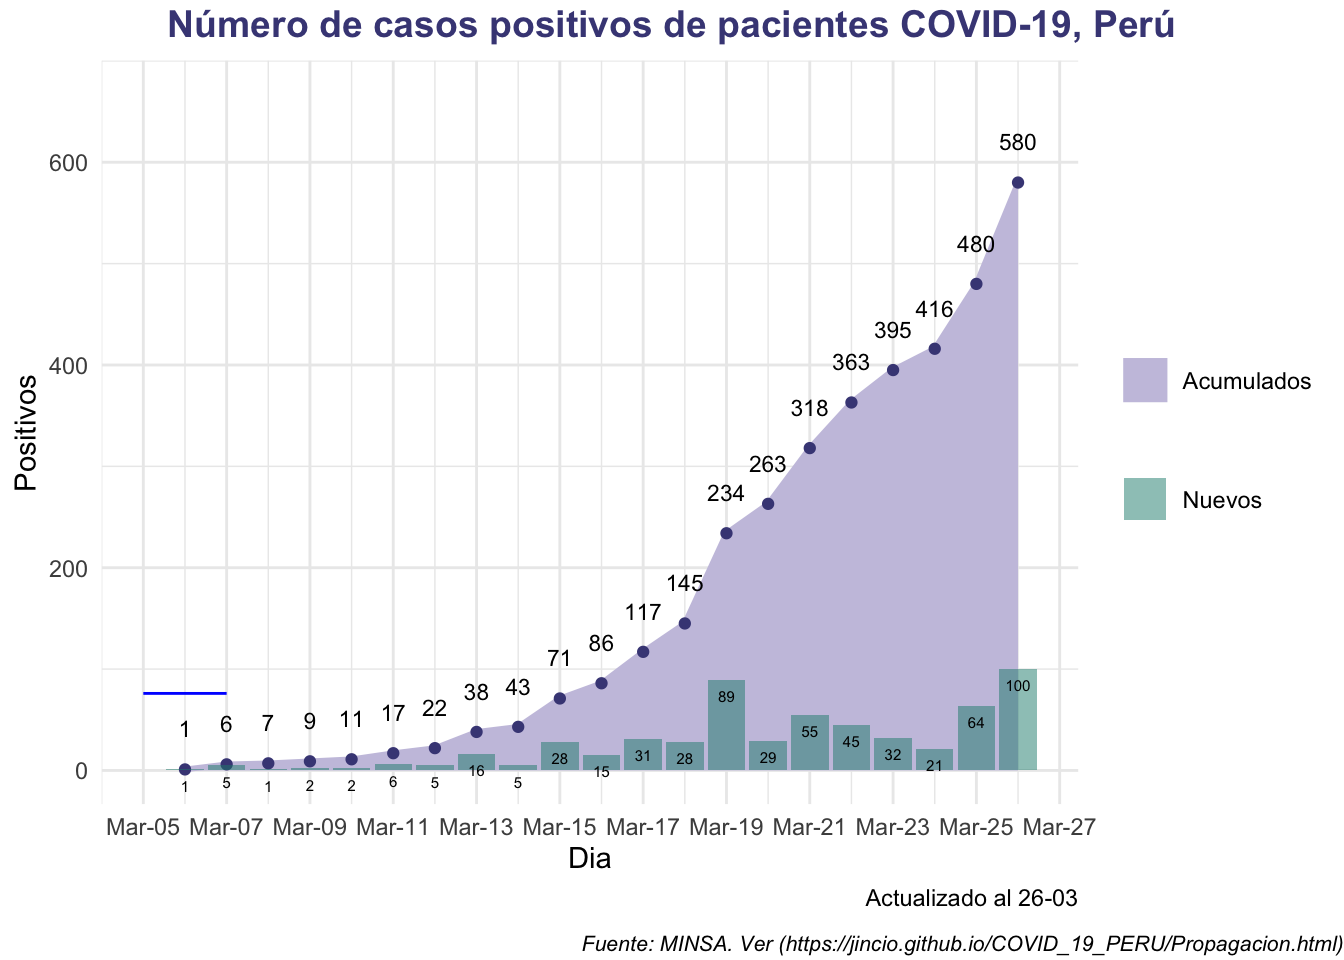 Número de casos positivos de pacientes COVID-19, Perú
Positivos
600
400
200
0
580
480
416
395
363
318
263
234
145
117
86
71
43
38
22
17
11
9
7
6
1
1 5 1 2 2 6 5 16 5 28 15 31 28 89 29 55 45 32 21 64 100
Mar-05 Mar-07 Mar-09 Mar-11 Mar-13 Mar-15 Mar-17 Mar-19 Mar-21 Mar-23 Mar-25 Mar-27
Dia
Acumulados
Nuevos
Actualizado al 26-03
Fuente: MINSA. Ver (https://jincio.github.io/COVID_19_PERU/Propagacion.html)